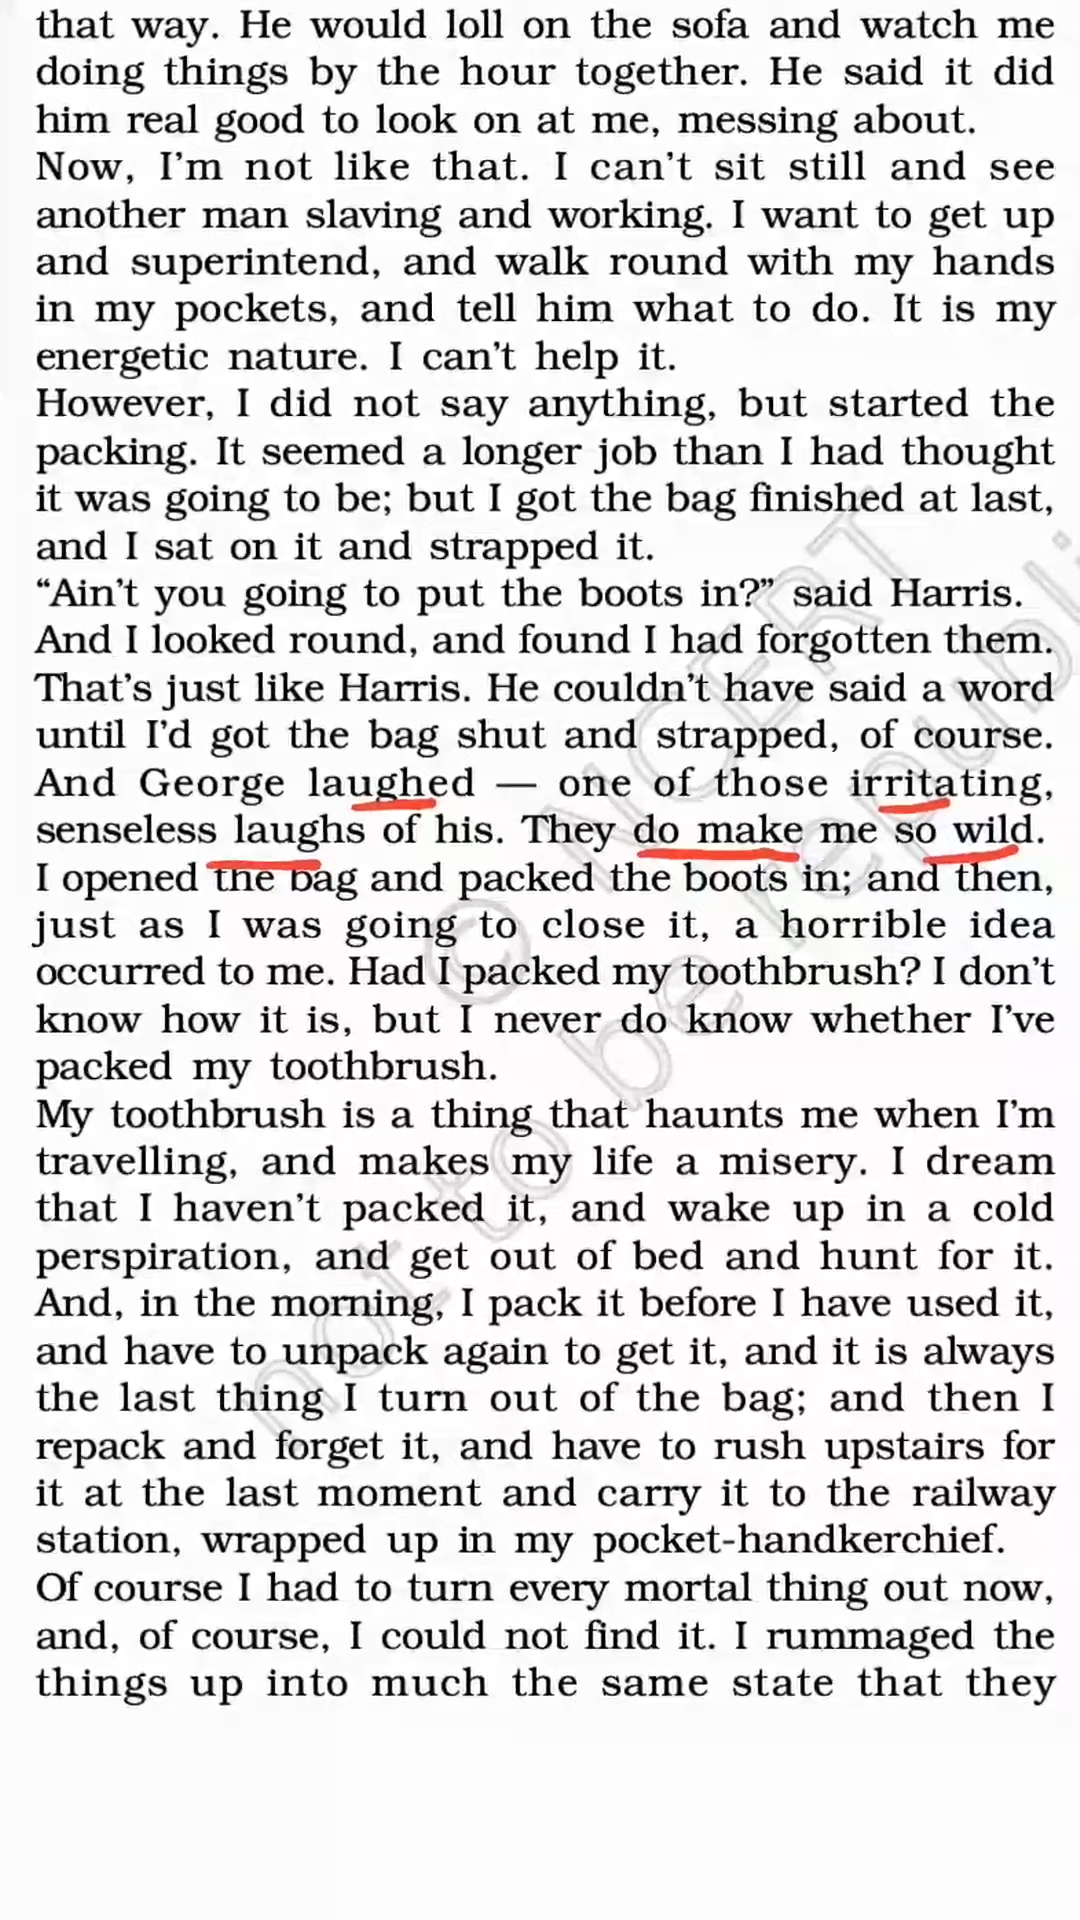 that way. He would loll on the sofa and watch me
doing things by the hour together. He said it did
him real good to look on at me, messing about.
Now, I'm not like that. I can't sit still and see
another man slaving and working. I want to get up
and superintend, and walk round with my hands
in my pockets, and tell him what to do. It is my
energetic nature. I can't help it.
However, I did not say anything, but started the
packing. It seemed a longer job than I had thought
it was going to be; but I got the bag finished at last,
and I sat on it and strapped it.
“Ain't you going to put the boots in?” said Harris.
And I looked round, and found I had forgotten them.
That's just like Harris. He couldn't have said a word
until I'd got the bag shut and strapped, of course.
And George laughed — one of those irritating,
senseless laughs of his. They do make me so wild.
I opened the bag and packed the boots in; and then,
just as I was going to close it, a horrible idea
occurred to me. Had I packed my toothbrush? I don't
know how it is, but I never do know whether I've
packed my toothbrush.
My toothbrush is a thing that haunts me when I'm
travelling, and makes my life a misery. I dream
that I haven't packed it, and wake up in a cold
perspiration, and get out of bed and hunt for it.
And, in the morning, I pack it before I have used it,
and have to unpack again to get it, and it is always
the last thing I turn out of the bag; and then I
repack and forget it, and have to rush upstairs for
it at the last moment and carry it to the railway
station, wrapped up in my pocket-handkerchief.
Of course I had to turn every mortal thing out now,
and, of course, I could not find it. I rummaged the
things up into much the same state that they
© NCERT
not to be republi